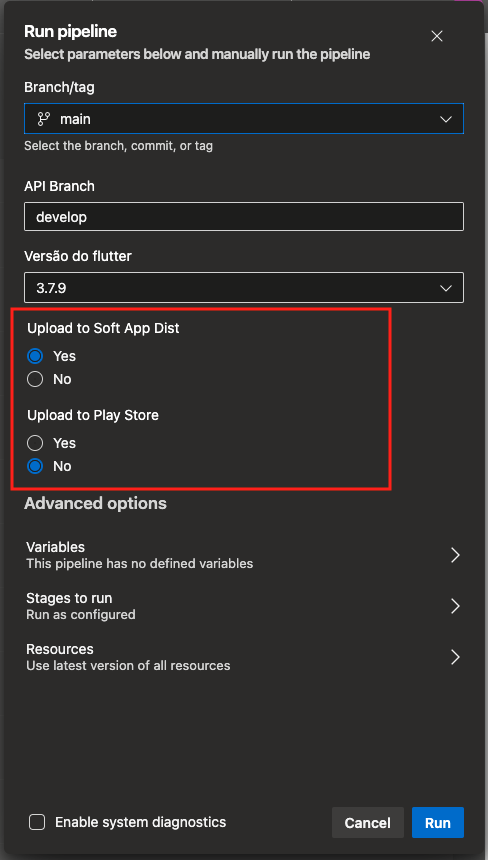 Run pipeline
Select parameters below and manually run the pipeline
Branch/tag
main
Select the branch, commit, or tag
API Branch
develop
Versão do flutter
3.7.9
Upload to Soft App Dist
Yes
No
Upload to Play Store
Yes
No
Advanced options
Variables
This pipeline has no defined variables
Stages to run
Run as configured
Resources
Use latest version of all resources
Enable system diagnostics
Cancel
Run